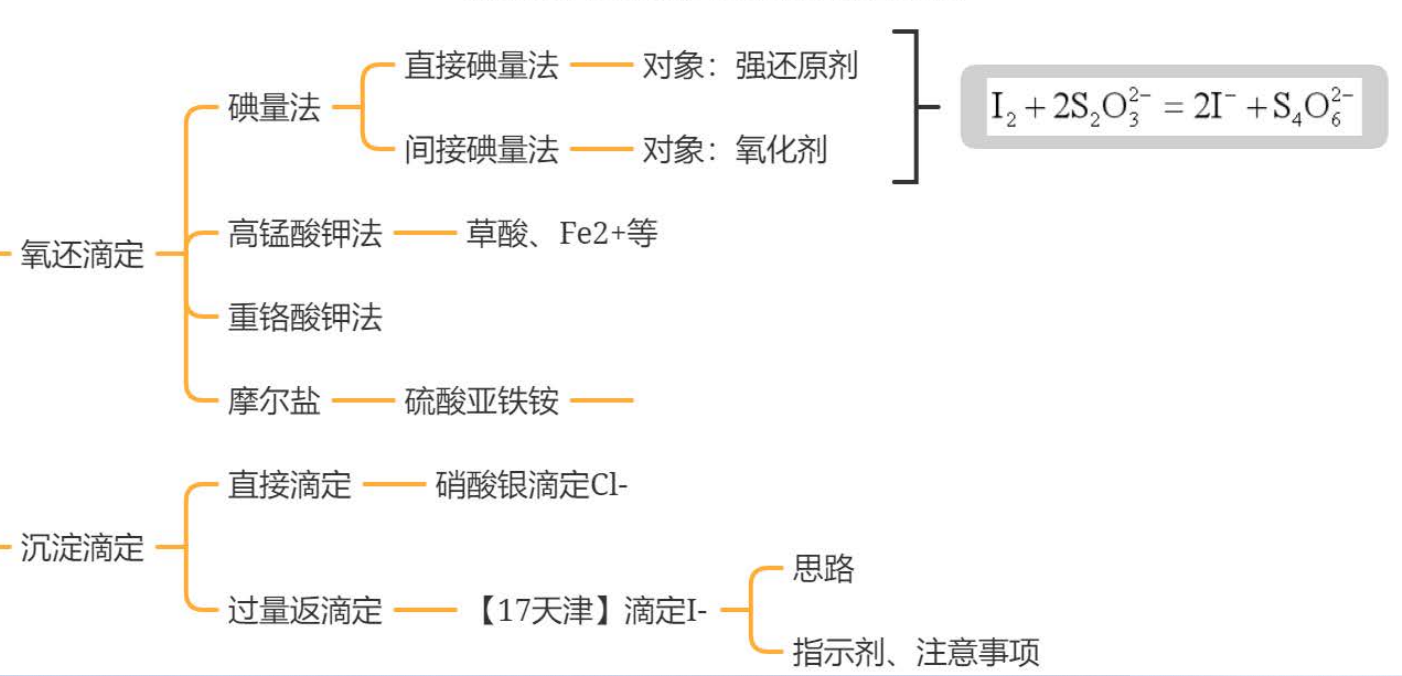 氧还滴定
碘量法
直接碘量法
对象：强还原剂
间接碘量法
对象：氧化剂
I₂ + 2S₂O₃²⁻ = 2I⁻ + S₄O₆²⁻
高锰酸钾法
草酸、Fe2+等
重铬酸钾法
摩尔盐
硫酸亚铁铵
沉淀滴定
直接滴定
硝酸银滴定Cl-
过量返滴定
【17天津】滴定I-
思路
指示剂、注意事项